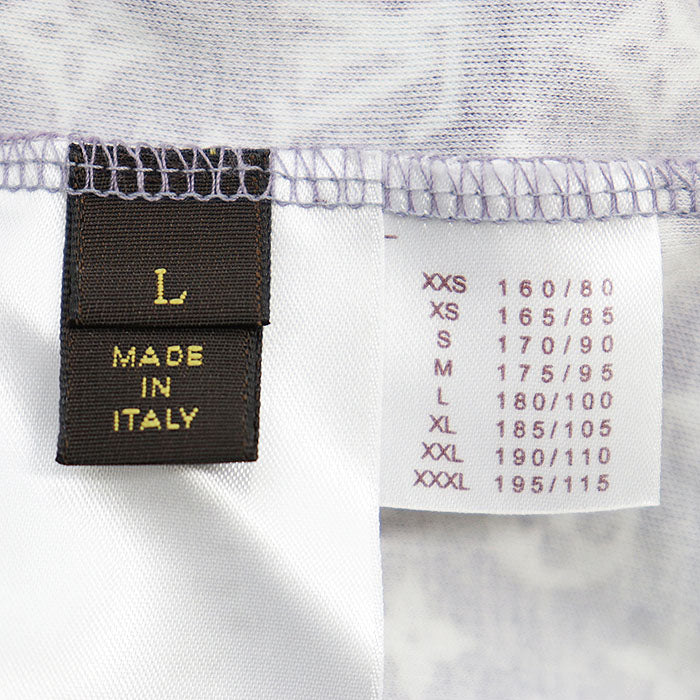 L
MADE
IN
ITALY
XXS 160/80
XS 165/85
S 170/90
M 175/95
L 180/100
XL 185/105
XXL 190/110
XXXL 195/115